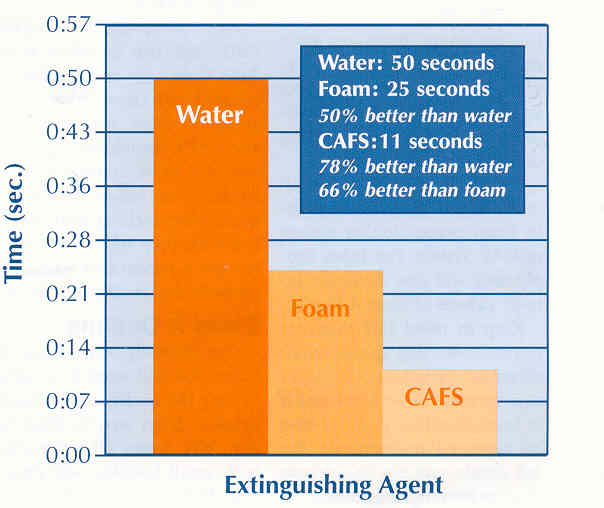 0:57
0:50
0:43
0:36
0:28
0:21
0:14
0:07
0:00
Time (sec.)
Water
Foam
CAFS
Water: 50 seconds
Foam: 25 seconds
50% better than water
CAFS:11 seconds
78% better than water
66% better than foam
Extinguishing Agent